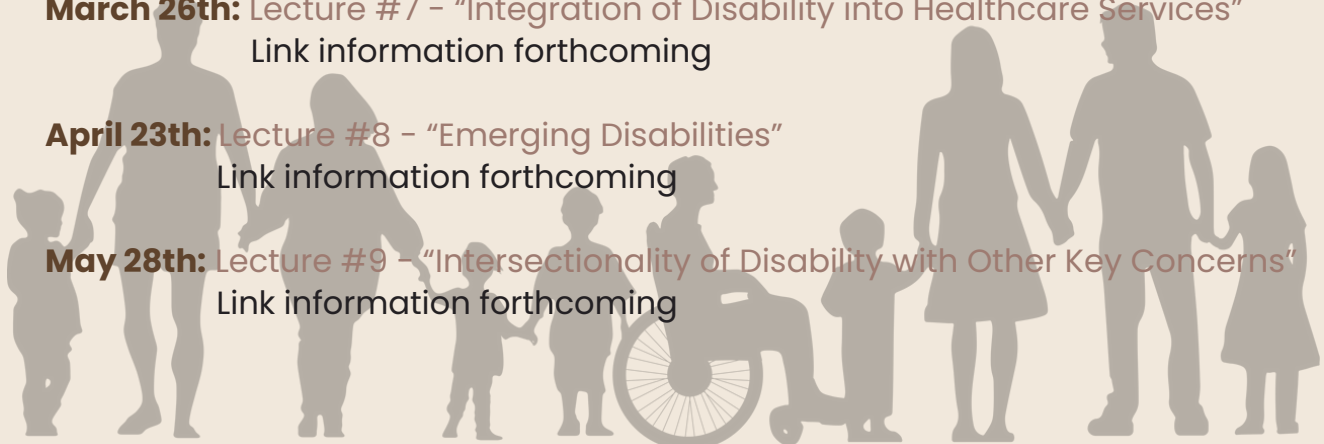 March 26th: Lecture #7 - “Integration of Disability into Healthcare Services”
Link information forthcoming
April 23th: Lecture #8 - “Emerging Disabilities”
Link information forthcoming
May 28th: Lecture #9 - “Intersectionality of Disability with Other Key Concerns”
Link information forthcoming